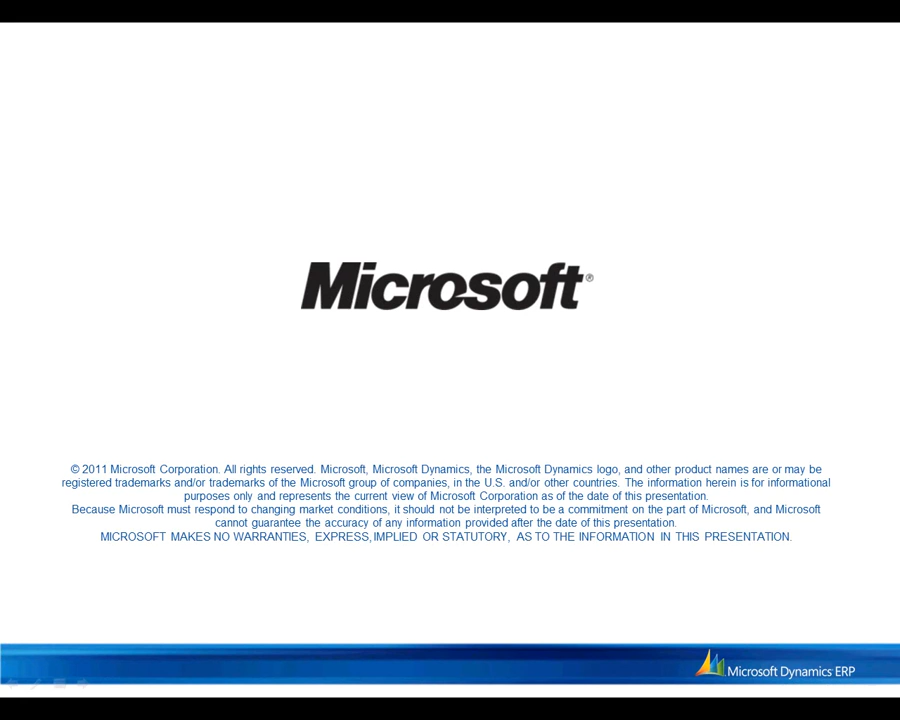 Microsoft®
© 2011 Microsoft Corporation. All rights reserved. Microsoft, Microsoft Dynamics, the Microsoft Dynamics logo, and other product names are or may be
registered trademarks and/or trademarks of the Microsoft group of companies, in the U.S. and/or other countries. The information herein is for informational
purposes only and represents the current view of Microsoft Corporation as of the date of this presentation.
Because Microsoft must respond to changing market conditions, it should not be interpreted to be a commitment on the part of Microsoft, and Microsoft
cannot guarantee the accuracy of any information provided after the date of this presentation.
MICROSOFT MAKES NO WARRANTIES, EXPRESS, IMPLIED OR STATUTORY, AS TO THE INFORMATION IN THIS PRESENTATION.
Microsoft Dynamics ERP